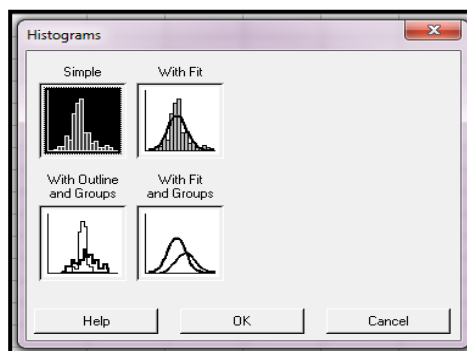 Histograms
Simple
With Fit
With Outline
and Groups
With Fit
and Groups
Help
OK
Cancel